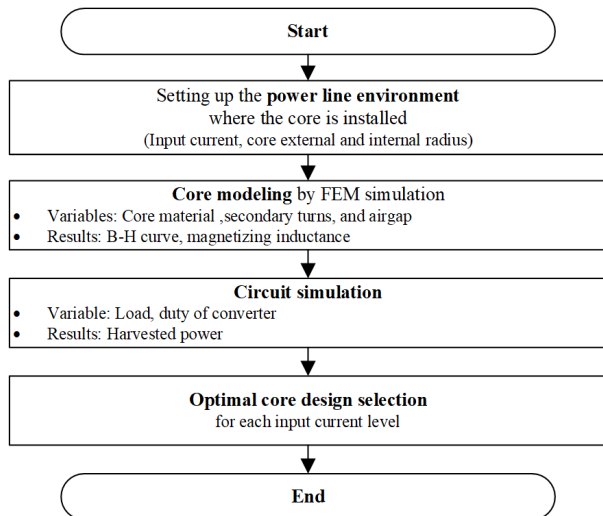 Start
Setting up the power line environment
where the core is installed
(Input current, core external and internal radius)
Core modeling by FEM simulation
• Variables: Core material ,secondary turns, and airgap
• Results: B-H curve, magnetizing inductance
Circuit simulation
• Variable: Load, duty of converter
• Results: Harvested power
Optimal core design selection
for each input current level
End